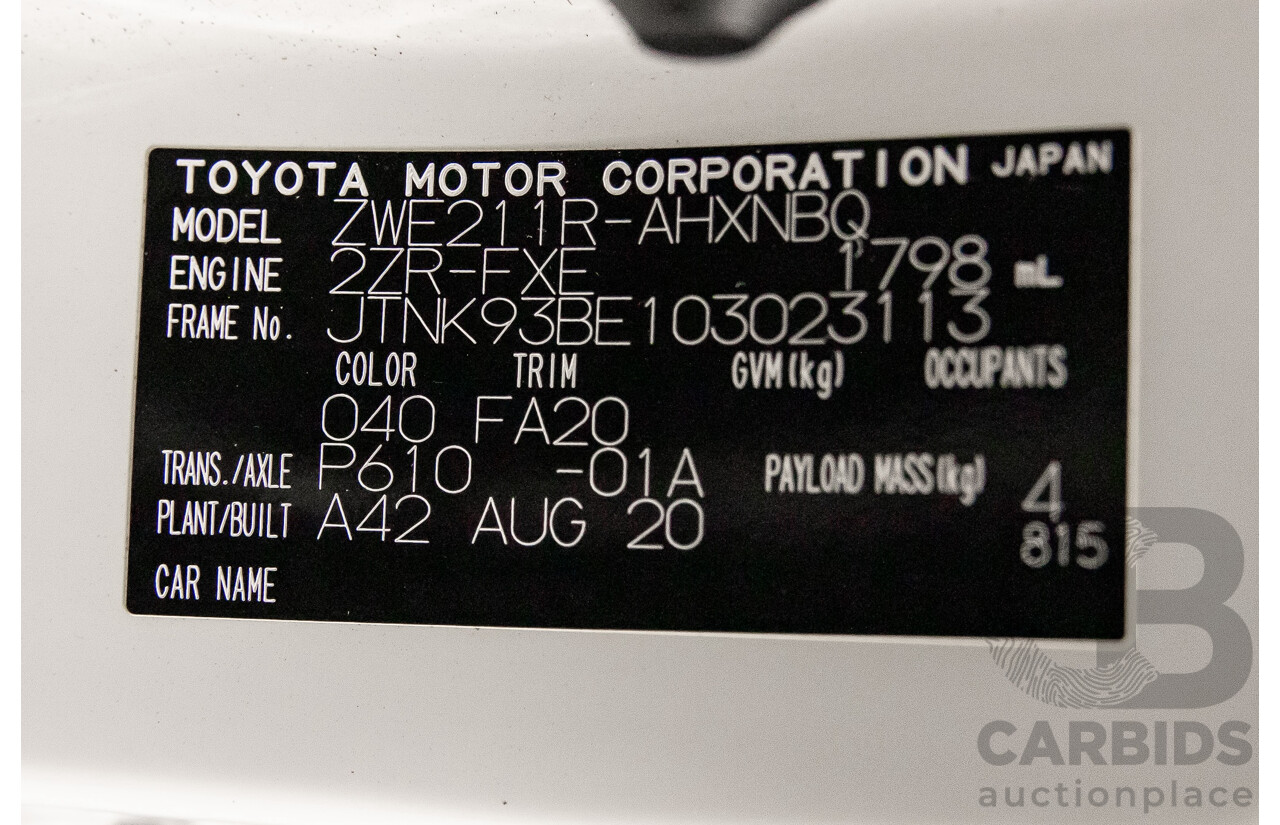 TOYOTA MOTOR CORPORATION JAPAN
MODEL ZWE211R-AHXNBQ
ENGINE 2ZR-FXE 1798 mL
FRAME No. JTNK93BE103023113
COLOR TRIM GVM(kg) OCCUPANTS
040 FA20
TRANS./AXLE P610 -01A PAYLOAD MASS(kg) 4
PLANT/BUILT A42 AUG 20 815
CAR NAME
B
CARBIDS
auctionplace